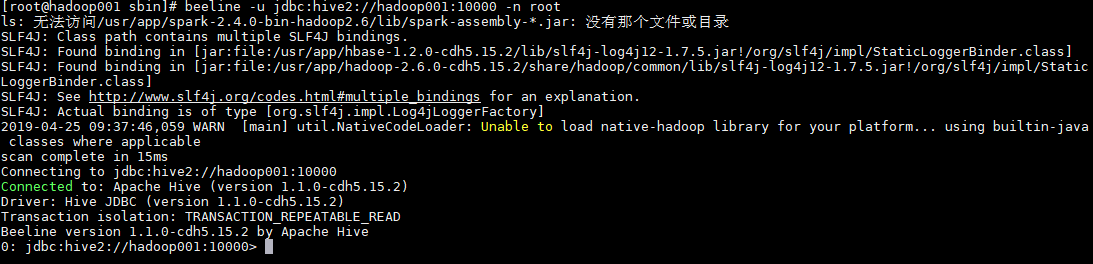 [root@hadoop001 sbin]# beeline -u jdbc:hive2://hadoop001:10000 -n root
ls: 无法访问/usr/app/spark-2.4.0-bin-hadoop2.6/lib/spark-assembly-*.jar: 没有那个文件或目录
SLF4J: Class path contains multiple SLF4J bindings.
SLF4J: Found binding in [jar:file:/usr/app/hbase-1.2.0-cdh5.15.2/lib/slf4j-log4j12-1.7.5.jar!/org/slf4j/impl/StaticLoggerBinder.class]
SLF4J: Found binding in [jar:file:/usr/app/hadoop-2.6.0-cdh5.15.2/share/hadoop/common/lib/slf4j-log4j12-1.7.5.jar!/org/slf4j/impl/Static
LoggerBinder.class]
SLF4J: See http://www.slf4j.org/codes.html#multiple_bindings for an explanation.
SLF4J: Actual binding is of type [org.slf4j.impl.Log4jLoggerFactory]
2019-04-25 09:37:46,059 WARN  [main] util.NativeCodeLoader: Unable to load native-hadoop library for your platform... using builtin-java
 classes where applicable
scan complete in 15ms
Connecting to jdbc:hive2://hadoop001:10000
Connected to: Apache Hive (version 1.1.0-cdh5.15.2)
Driver: Hive JDBC (version 1.1.0-cdh5.15.2)
Transaction isolation: TRANSACTION_REPEATABLE_READ
Beeline version 1.1.0-cdh5.15.2 by Apache Hive
0: jdbc:hive2://hadoop001:10000>